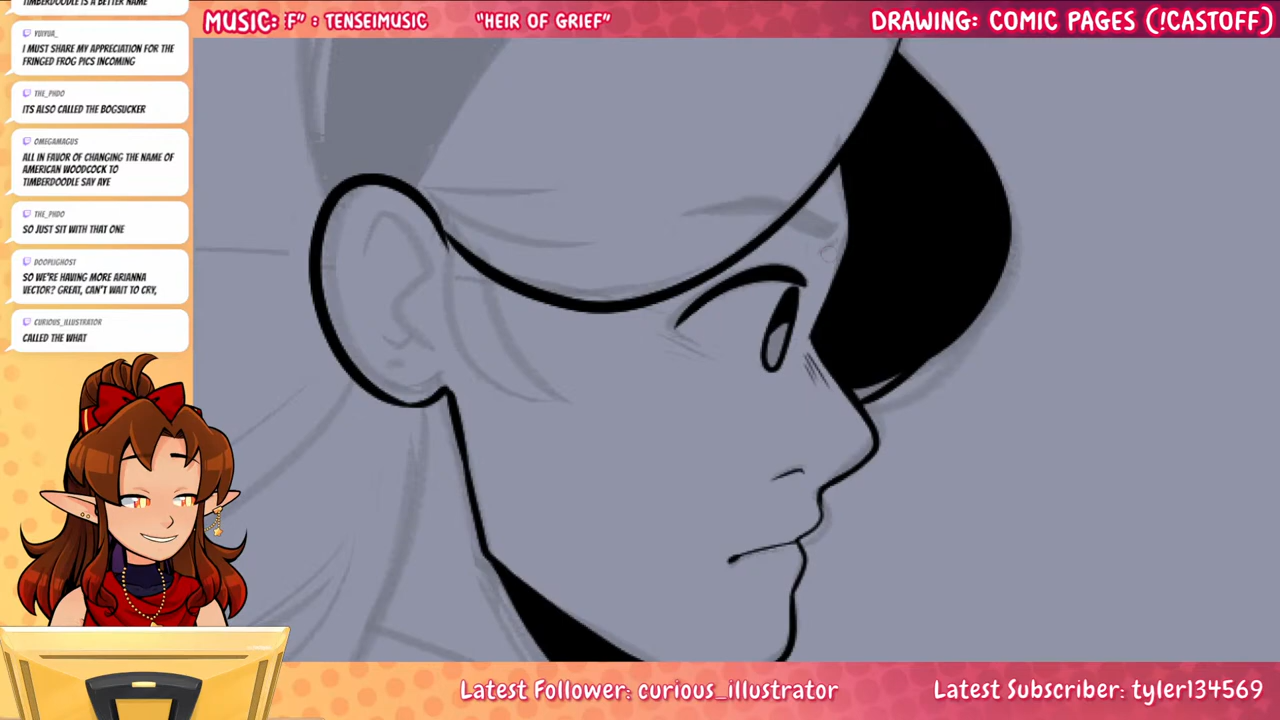 MUSIC: F" : TENSEIMUSIC "HEIR OF GRIEF"
DRAWING: COMIC PAGES (!CASTOFF)
TIMBERDOODLE IS A BETTER NAME
YUIYUA_
I MUST SHARE MY APPRECIATION FOR THE
FRINGED FROG PICS INCOMING
THE_PHDO
ITS ALSO CALLED THE BOGSUCKER
OMEGAMAGUS
ALL IN FAVOR OF CHANGING THE NAME OF
AMERICAN WOODCOCK TO
TIMBERDOODLE SAY AYE
THE_PHDO
SO JUST SIT WITH THAT ONE
DOOPLIGHOST
SO WE'RE HAVING MORE ARIANNA
VECTOR? GREAT, CAN'T WAIT TO CRY,
CURIOUS_ILLUSTRATOR
CALLED THE WHAT
Latest Follower: curious_illustrator
Latest Subscriber: tyler134569